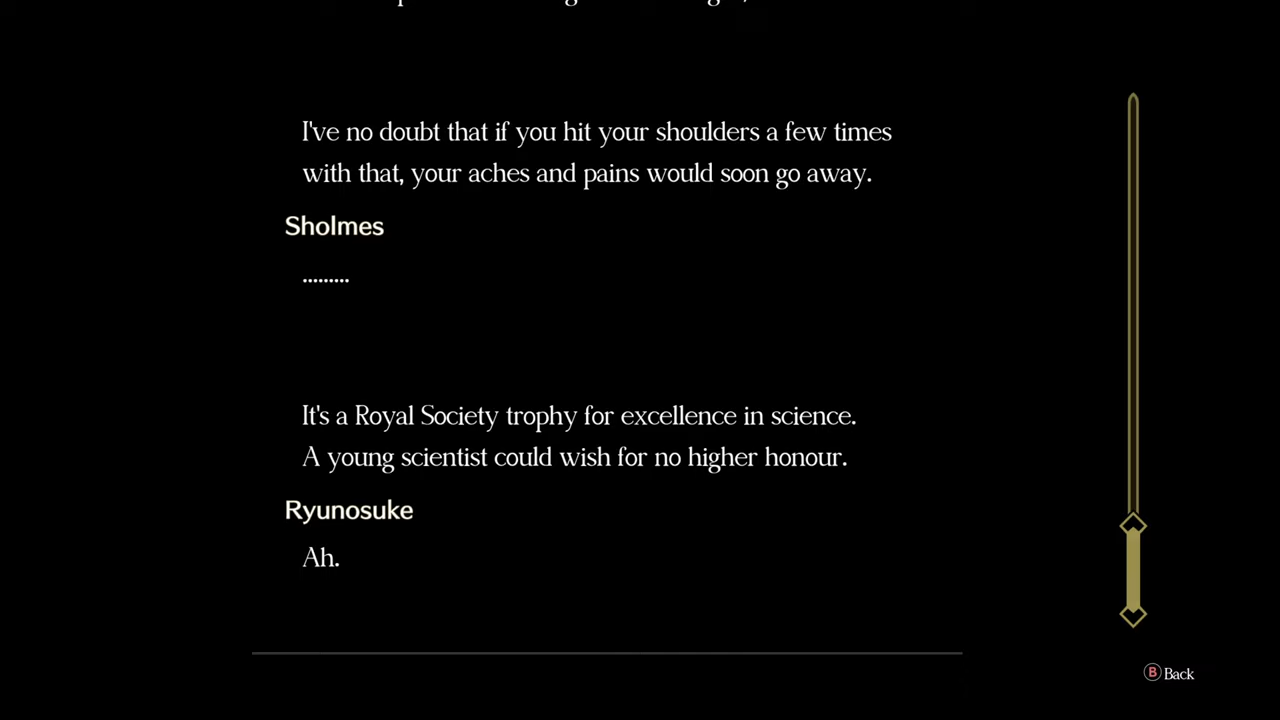 I've no doubt that if you hit your shoulders a few times
with that, your aches and pains would soon go away.
Sholmes
.........
It's a Royal Society trophy for excellence in science.
A young scientist could wish for no higher honour.
Ryunosuke
Ah.
B Back